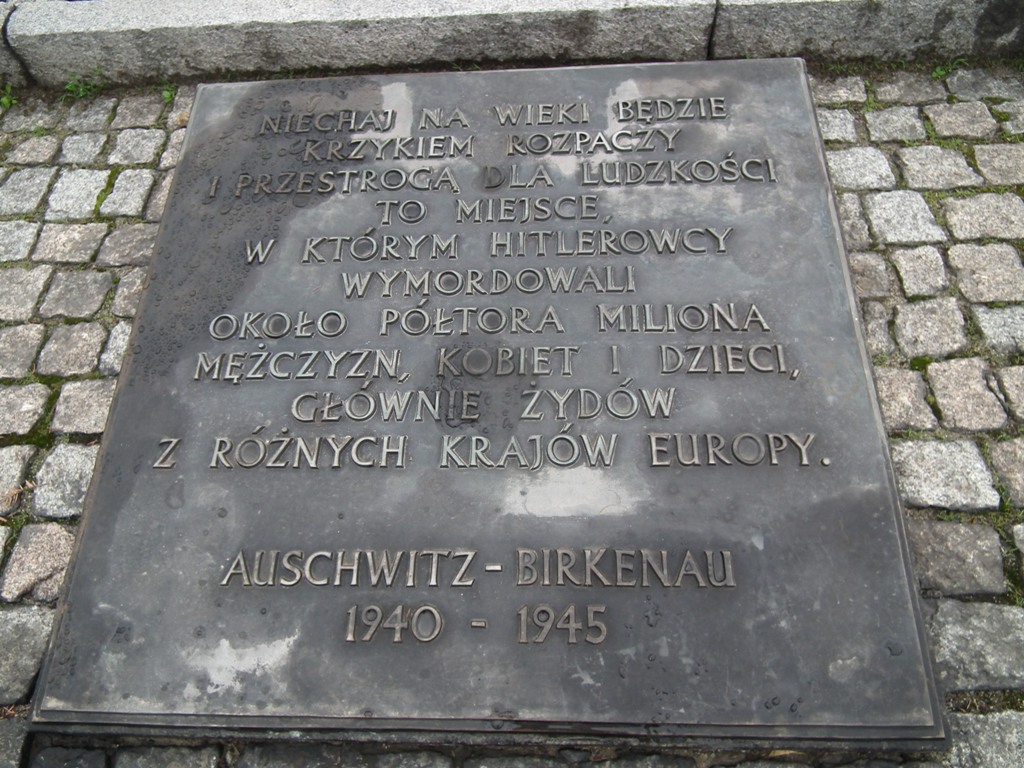 NIECHAJ NA WIEKI BĘDZIE
KRZYKIEM ROZPACZY
I PRZESTROGĄ DLA LUDZKOŚCI
TO MIEJSCE,
W KTÓRYM HITLEROWCY
WYMORDOWALI
OKOŁO PÓŁTORA MILIONA
MĘŻCZYZN, KOBIET I DZIECI,
GŁÓWNIE ŻYDÓW
Z RÓŻNYCH KRAJÓW EUROPY.
AUSCHWITZ - BIRKENAU
1940 - 1945